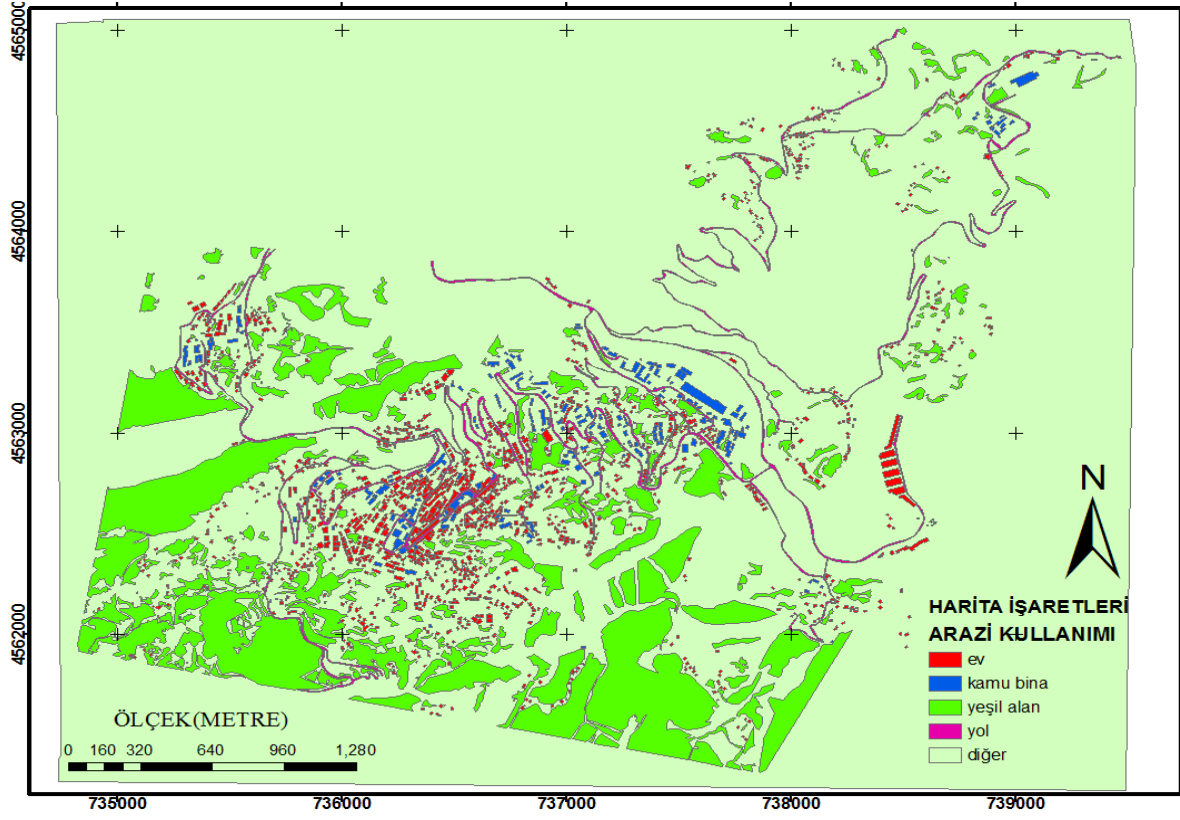 4565000
4564000
4563000
4562000
N
HARİTA İŞARETLERİ
ARAZİ KULLANIMI
ev
kamu bina
yeşil alan
yol
diğer
ÖLÇEK(METRE)
0 160 320 640 960 1,280
735000 736000 737000 738000 739000